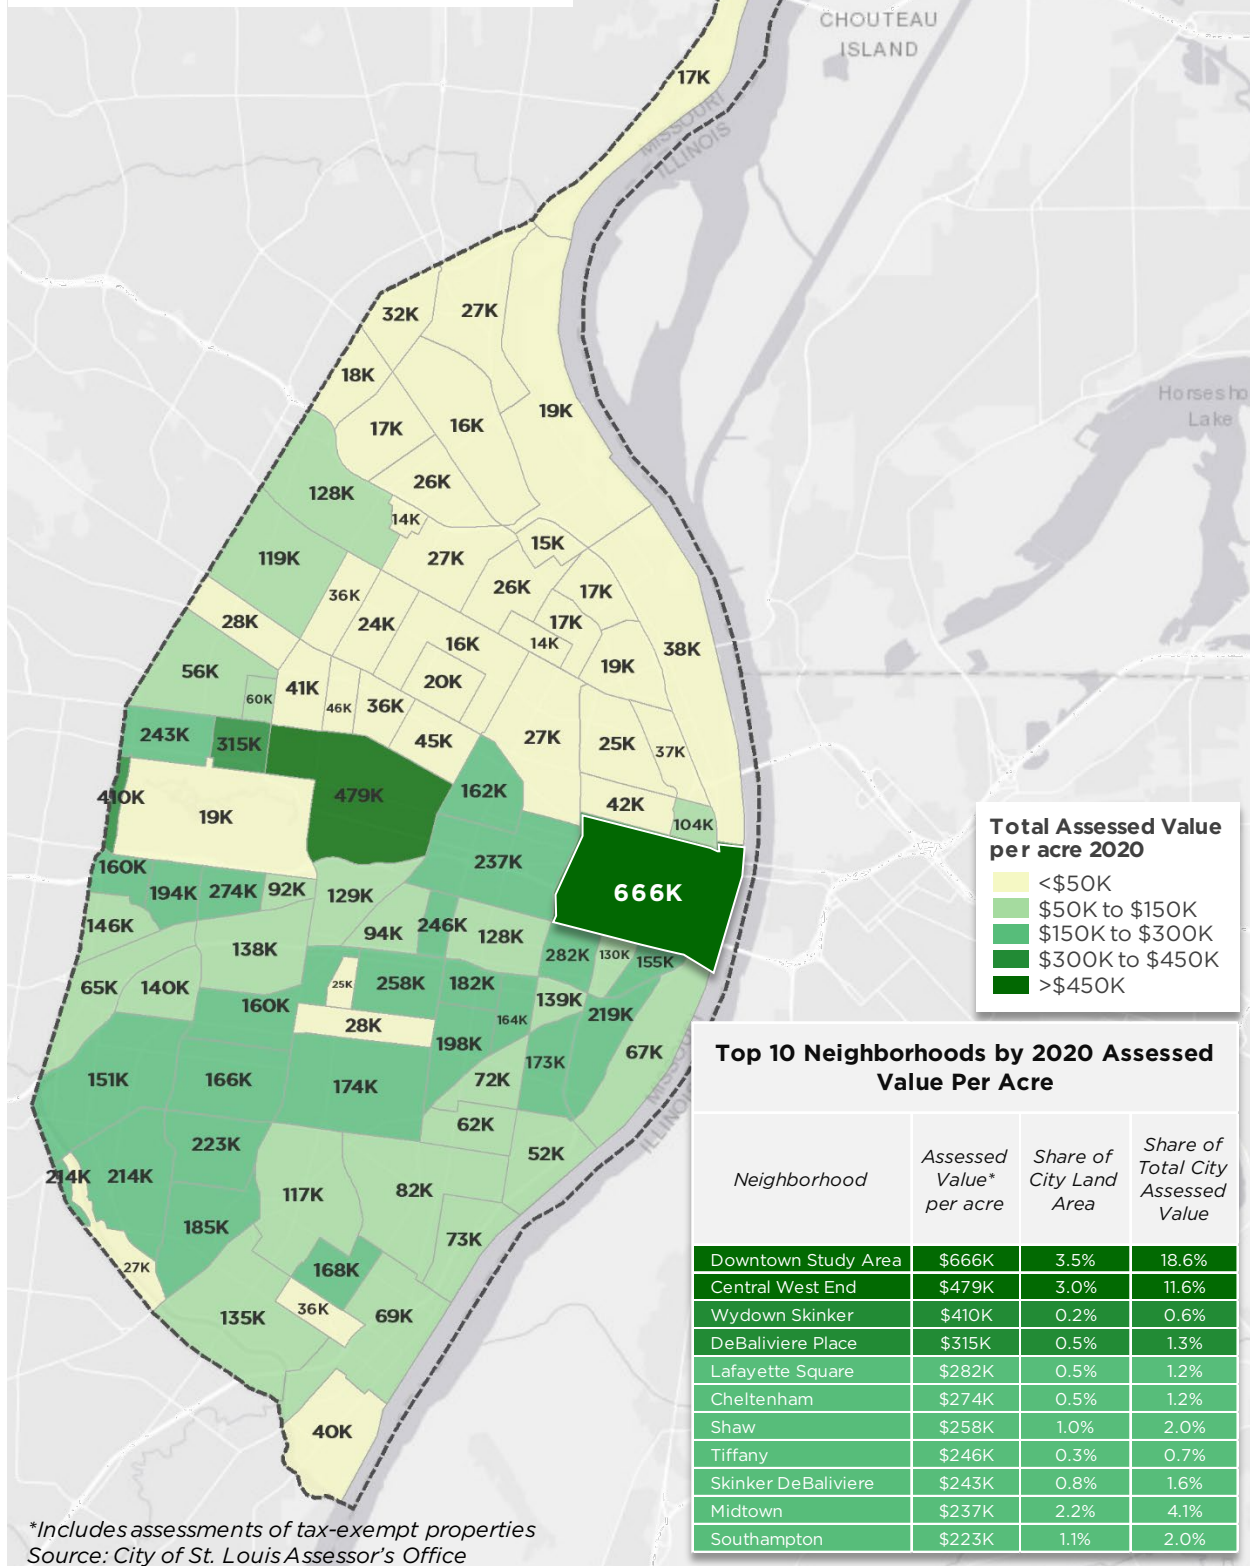 CHOUTEAU
ISLAND
17K
MISSOURI
ILLINOIS
32K
27K
18K
19K
17K
16K
Horsesho
Lake
26K
128K
14K
15K
119K
27K
26K
17K
36K
28K
24K
17K
16K
14K
38K
19K
56K
20K
41K
60K
46K
36K
243K
315K
45K
27K
25K
37K
479K
162K
410K
19K
42K
104K
237K
160K
194K
274K
92K
129K
666K
146K
94K
246K
128K
138K
282K
130K
155K
65K
140K
25K
258K
182K
160K
139K
164K
219K
28K
198K
67K
173K
151K
166K
174K
72K
62K
223K
52K
MISSOU
ILLINOI
214K
214K
117K
82K
185K
73K
27K
168K
36K
135K
69K
40K
Total Assessed Value
per acre 2020
<$50K
$50K to $150K
$150K to $300K
$300K to $450K
>$450K
Top 10 Neighborhoods by 2020 Assessed
Value Per Acre
Neighborhood
Assessed
Value*
per acre
Share of
City Land
Area
Share of
Total City
Assessed
Value
Downtown Study Area $666K 3.5% 18.6%
Central West End $479K 3.0% 11.6%
Wydown Skinker $410K 0.2% 0.6%
DeBaliviere Place $315K 0.5% 1.3%
Lafayette Square $282K 0.5% 1.2%
Cheltenham $274K 0.5% 1.2%
Shaw $258K 1.0% 2.0%
Tiffany $246K 0.3% 0.7%
Skinker DeBaliviere $243K 0.8% 1.6%
Midtown $237K 2.2% 4.1%
Southampton $223K 1.1% 2.0%
*Includes assessments of tax-exempt properties
Source: City of St. Louis Assessor's Office